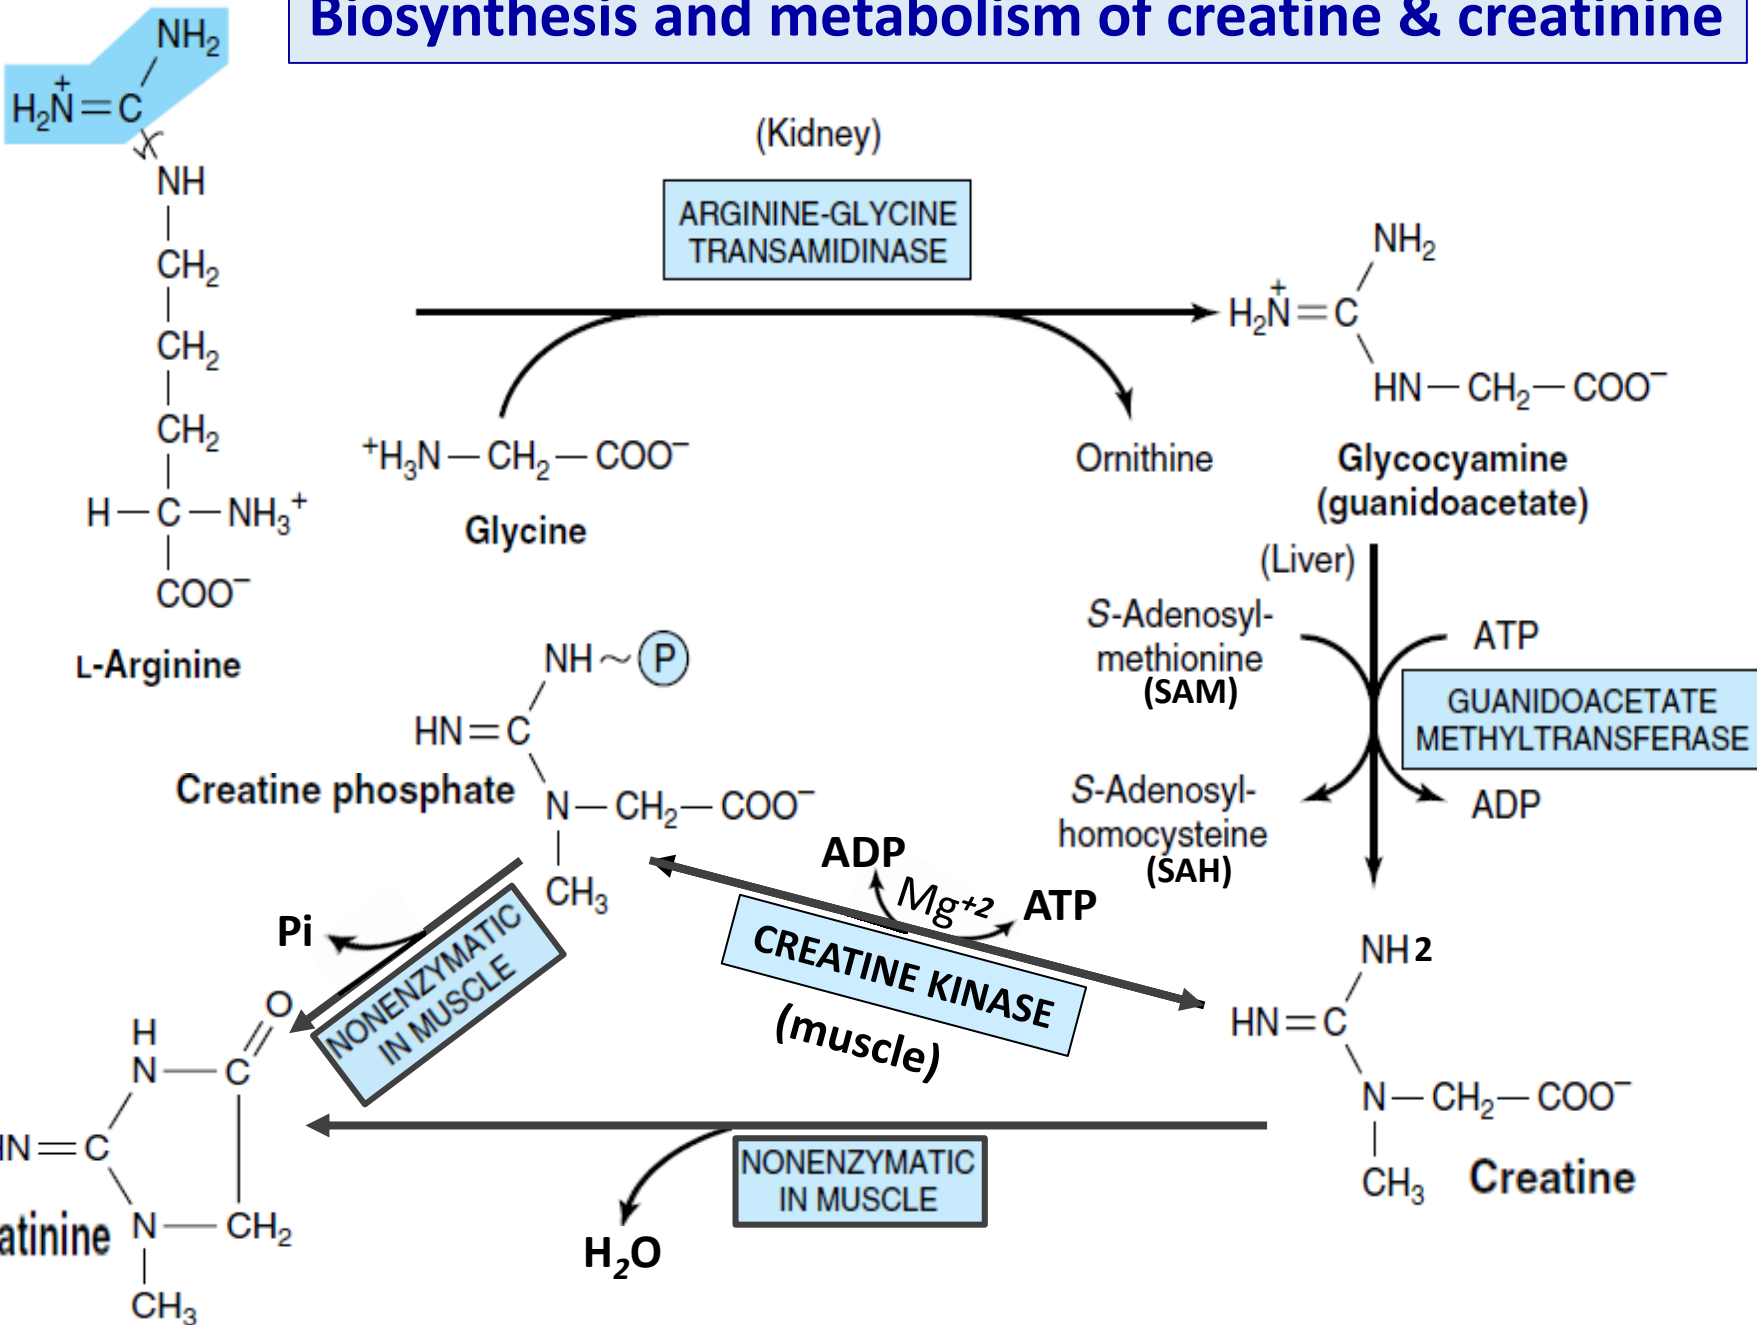 Biosynthesis and metabolism of creatine & creatinine
NH2
H2N+=C
NH
CH2
CH2
CH2
H—C—NH3+
COO−
L-Arginine
(Kidney)
ARGININE-GLYCINE
TRANSAMIDINASE
+H3N—CH2—COO−
Glycine
Ornithine
NH2
H2N+=C
HN—CH2—COO−
Glycocyamine
(guanidoacetate)
(Liver)
S-Adenosyl-
methionine
(SAM)
ATP
GUANIDOACETATE
METHYLTRANSFERASE
S-Adenosyl-
homocysteine
(SAH)
ADP
NH2
HN=C
N—CH2—COO−
CH3
Creatine
NH~P
HN=C
N—CH2—COO−
CH3
Creatine phosphate
ADP
Mg+2
ATP
CREATINE KINASE
(muscle)
Pi
NONENZYMATIC
IN MUSCLE
NONENZYMATIC
IN MUSCLE
H2O
O
H
N—C
N=C
N—CH2
CH3
atinine